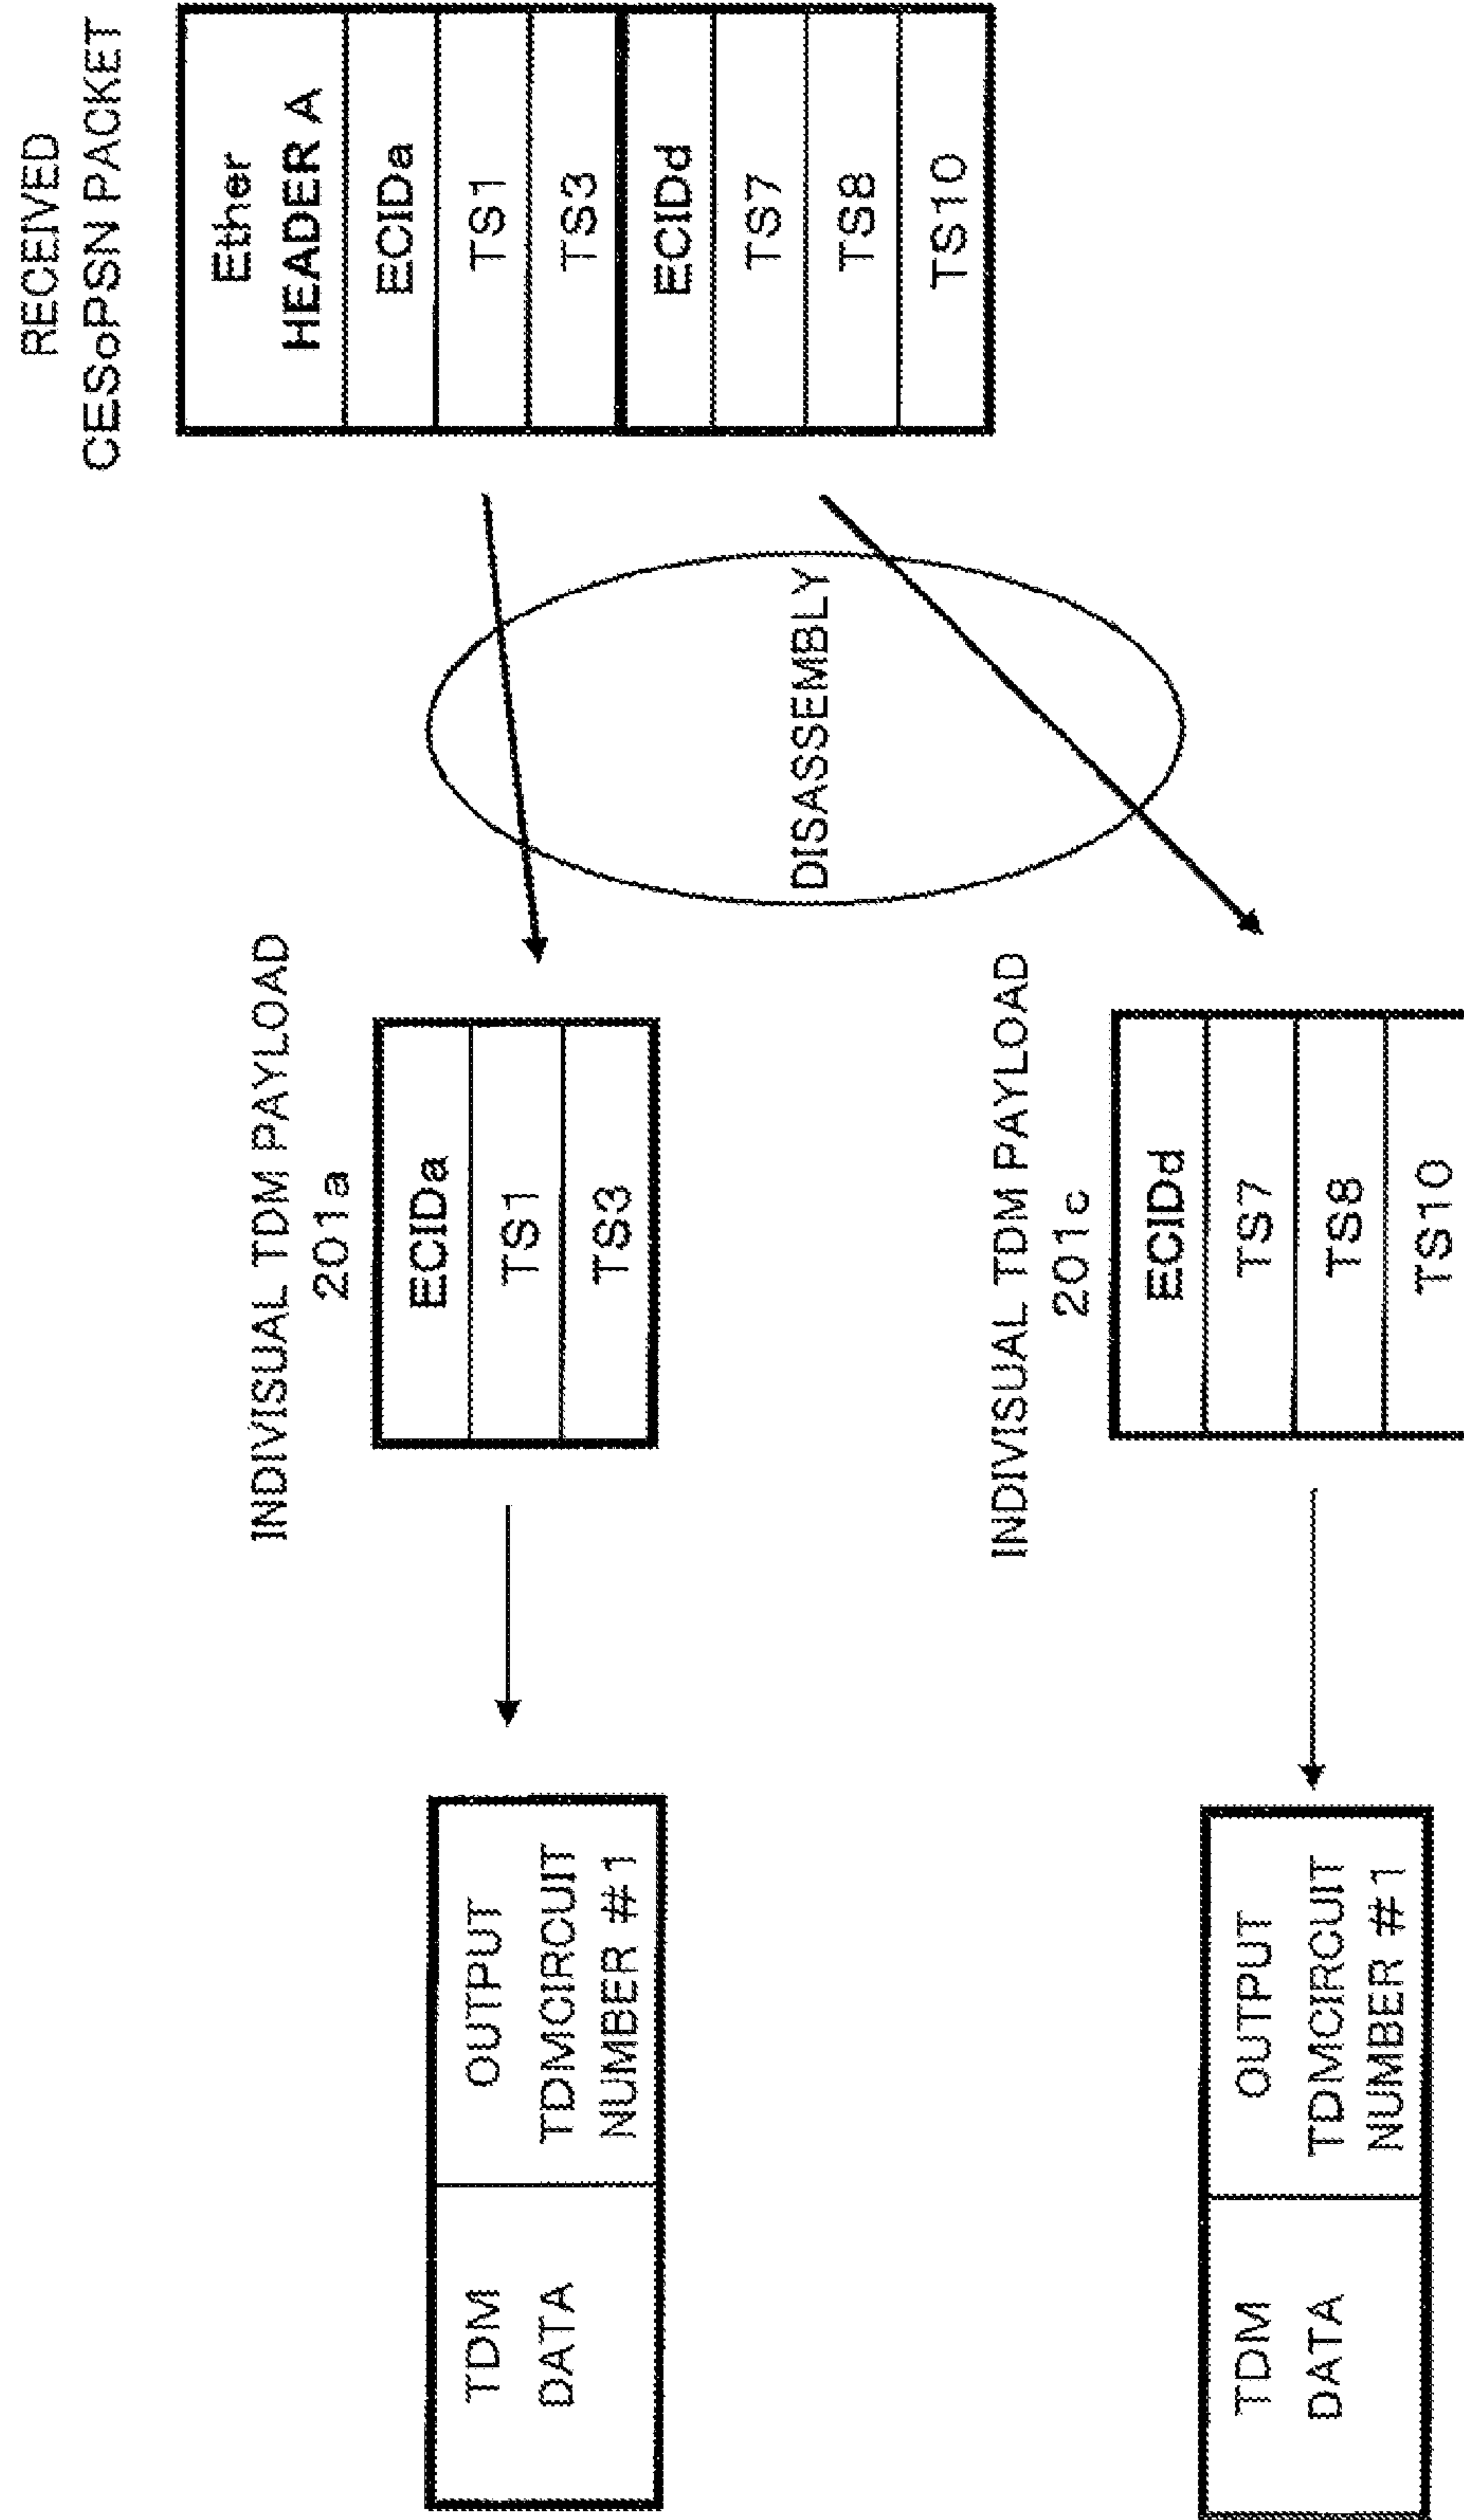 RECEIVED
CESoPSN PACKET
Ether
HEADER A
ECIDa
TS1
TS3
ECIDd
TS7
TS8
TS10
DISASSEMBLY
INDIVISUAL TDM PAYLOAD
201a
ECIDa
TS1
TS3
INDIVISUAL TDM PAYLOAD
201c
ECIDd
TS7
TS8
TS10
OUTPUT
TDMCIRCUIT
NUMBER #1
TDM
DATA
OUTPUT
TDMCIRCUIT
NUMBER #1
TDM
DATA